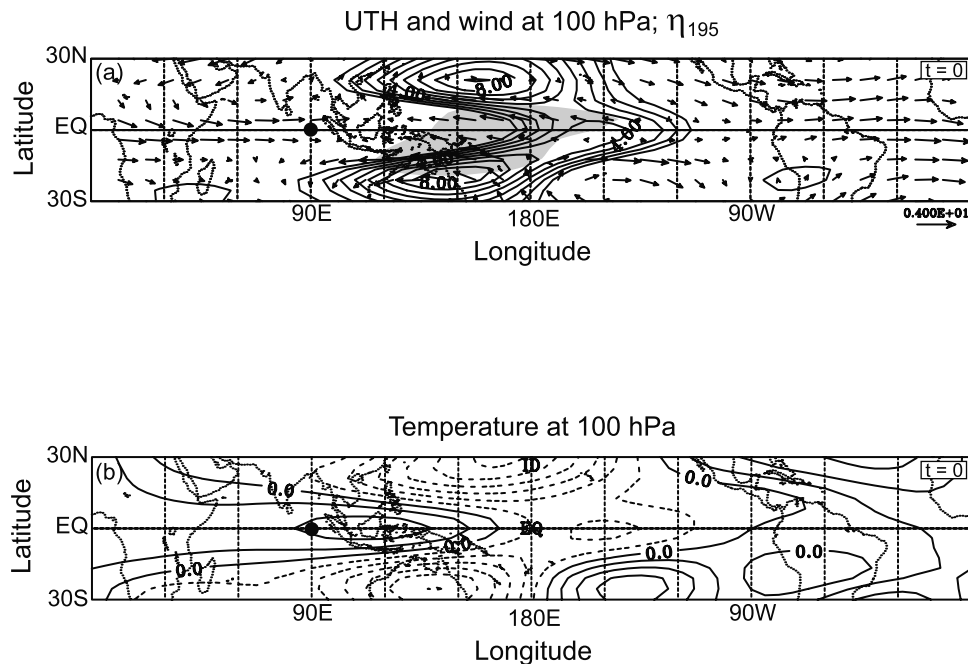 UTH and wind at 100 hPa; η195
30N
(a)
t = 0
8.00
EQ
8.00
30S
90E
180E
90W
0.400E+01
Latitude
Longitude
Temperature at 100 hPa
30N
(b)
t = 0
0.0
0.0
EQ
EQ
0.0
0.0
0.0
0.0
30S
90E
180E
90W
Latitude
Longitude